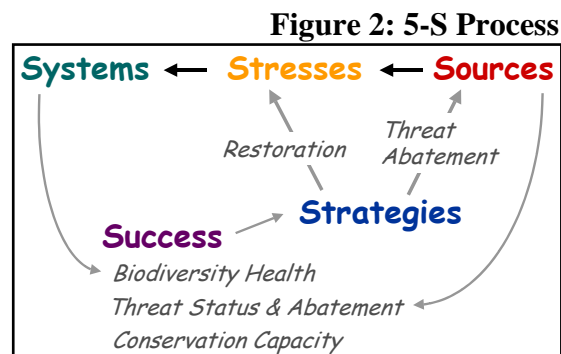 Figure 2: 5-S Process
Systems Stresses Sources
Restoration
Threat
Abatement
Strategies
Success
Biodiversity Health
Threat Status & Abatement
Conservation Capacity